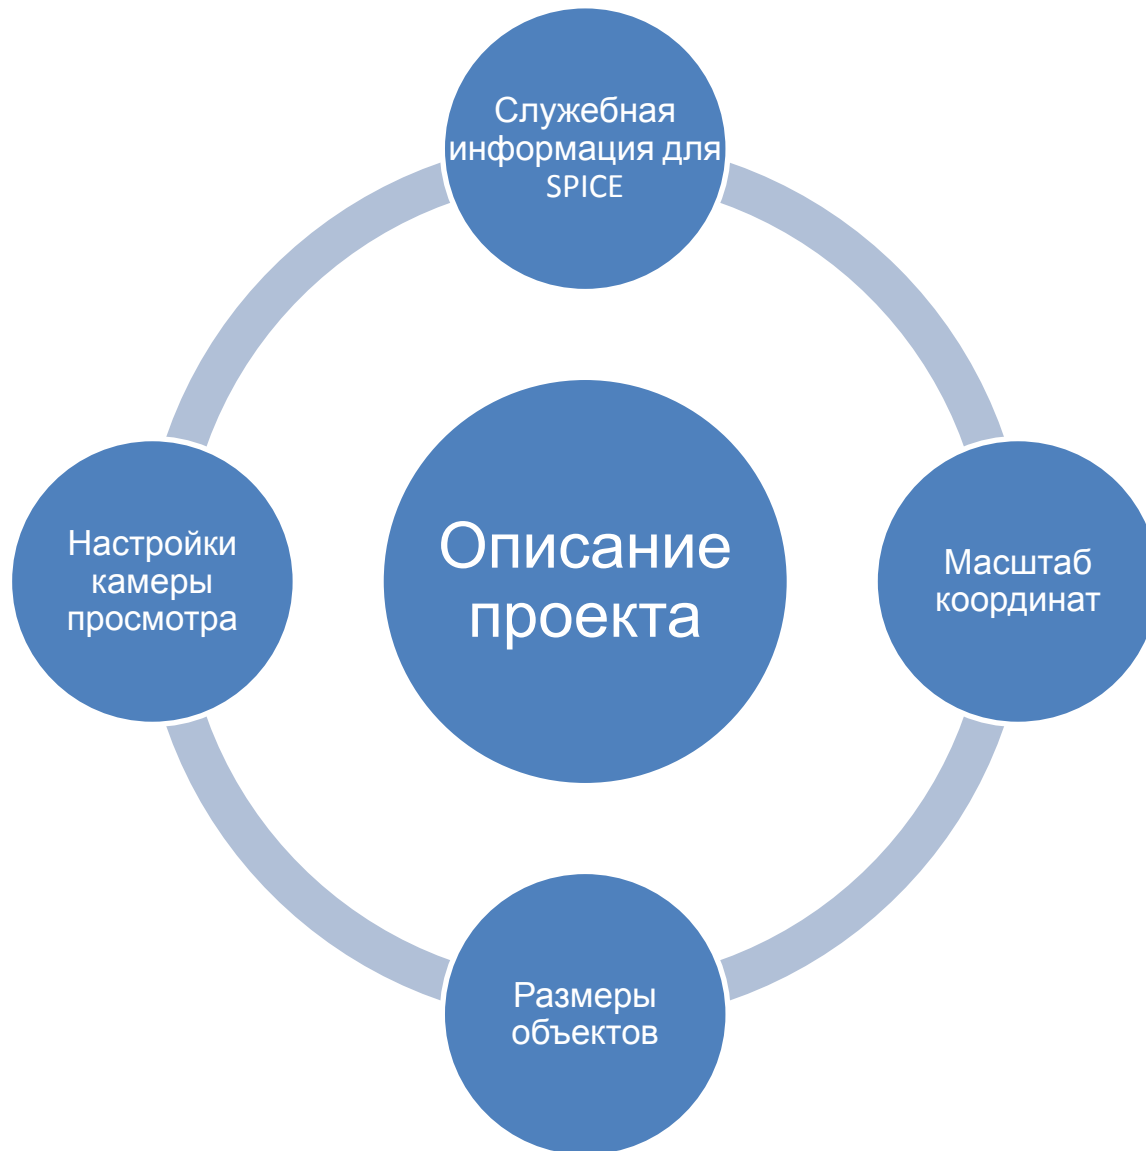 Служебная
информация для
SPICE
Настройки
камеры
просмотра
Описание
проекта
Масштаб
координат
Размеры
объектов